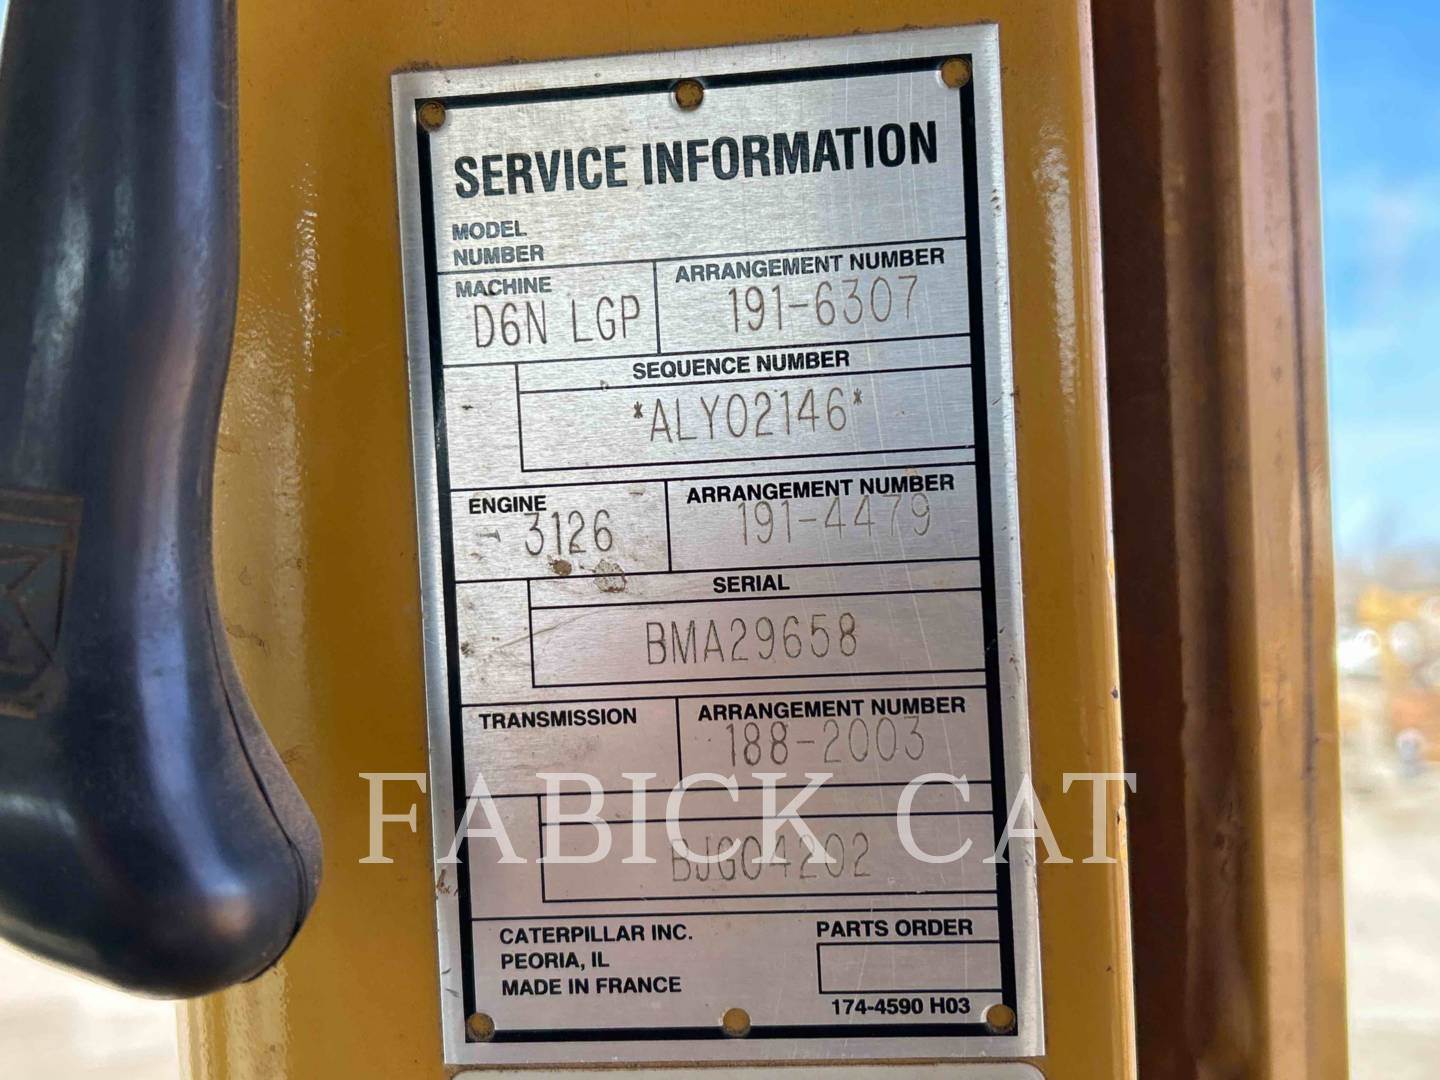 SERVICE INFORMATION
MODEL
NUMBER
MACHINE
ARRANGEMENT NUMBER
D6N LGP
191-6307
SEQUENCE NUMBER
*ALY02146*
ENGINE
ARRANGEMENT NUMBER
- 3126
191-4479
SERIAL
BMA29658
TRANSMISSION
ARRANGEMENT NUMBER
188-2003
FABICK CAT
BJG04202
CATERPILLAR INC.
PARTS ORDER
PEORIA, IL
MADE IN FRANCE
174-4590 H03